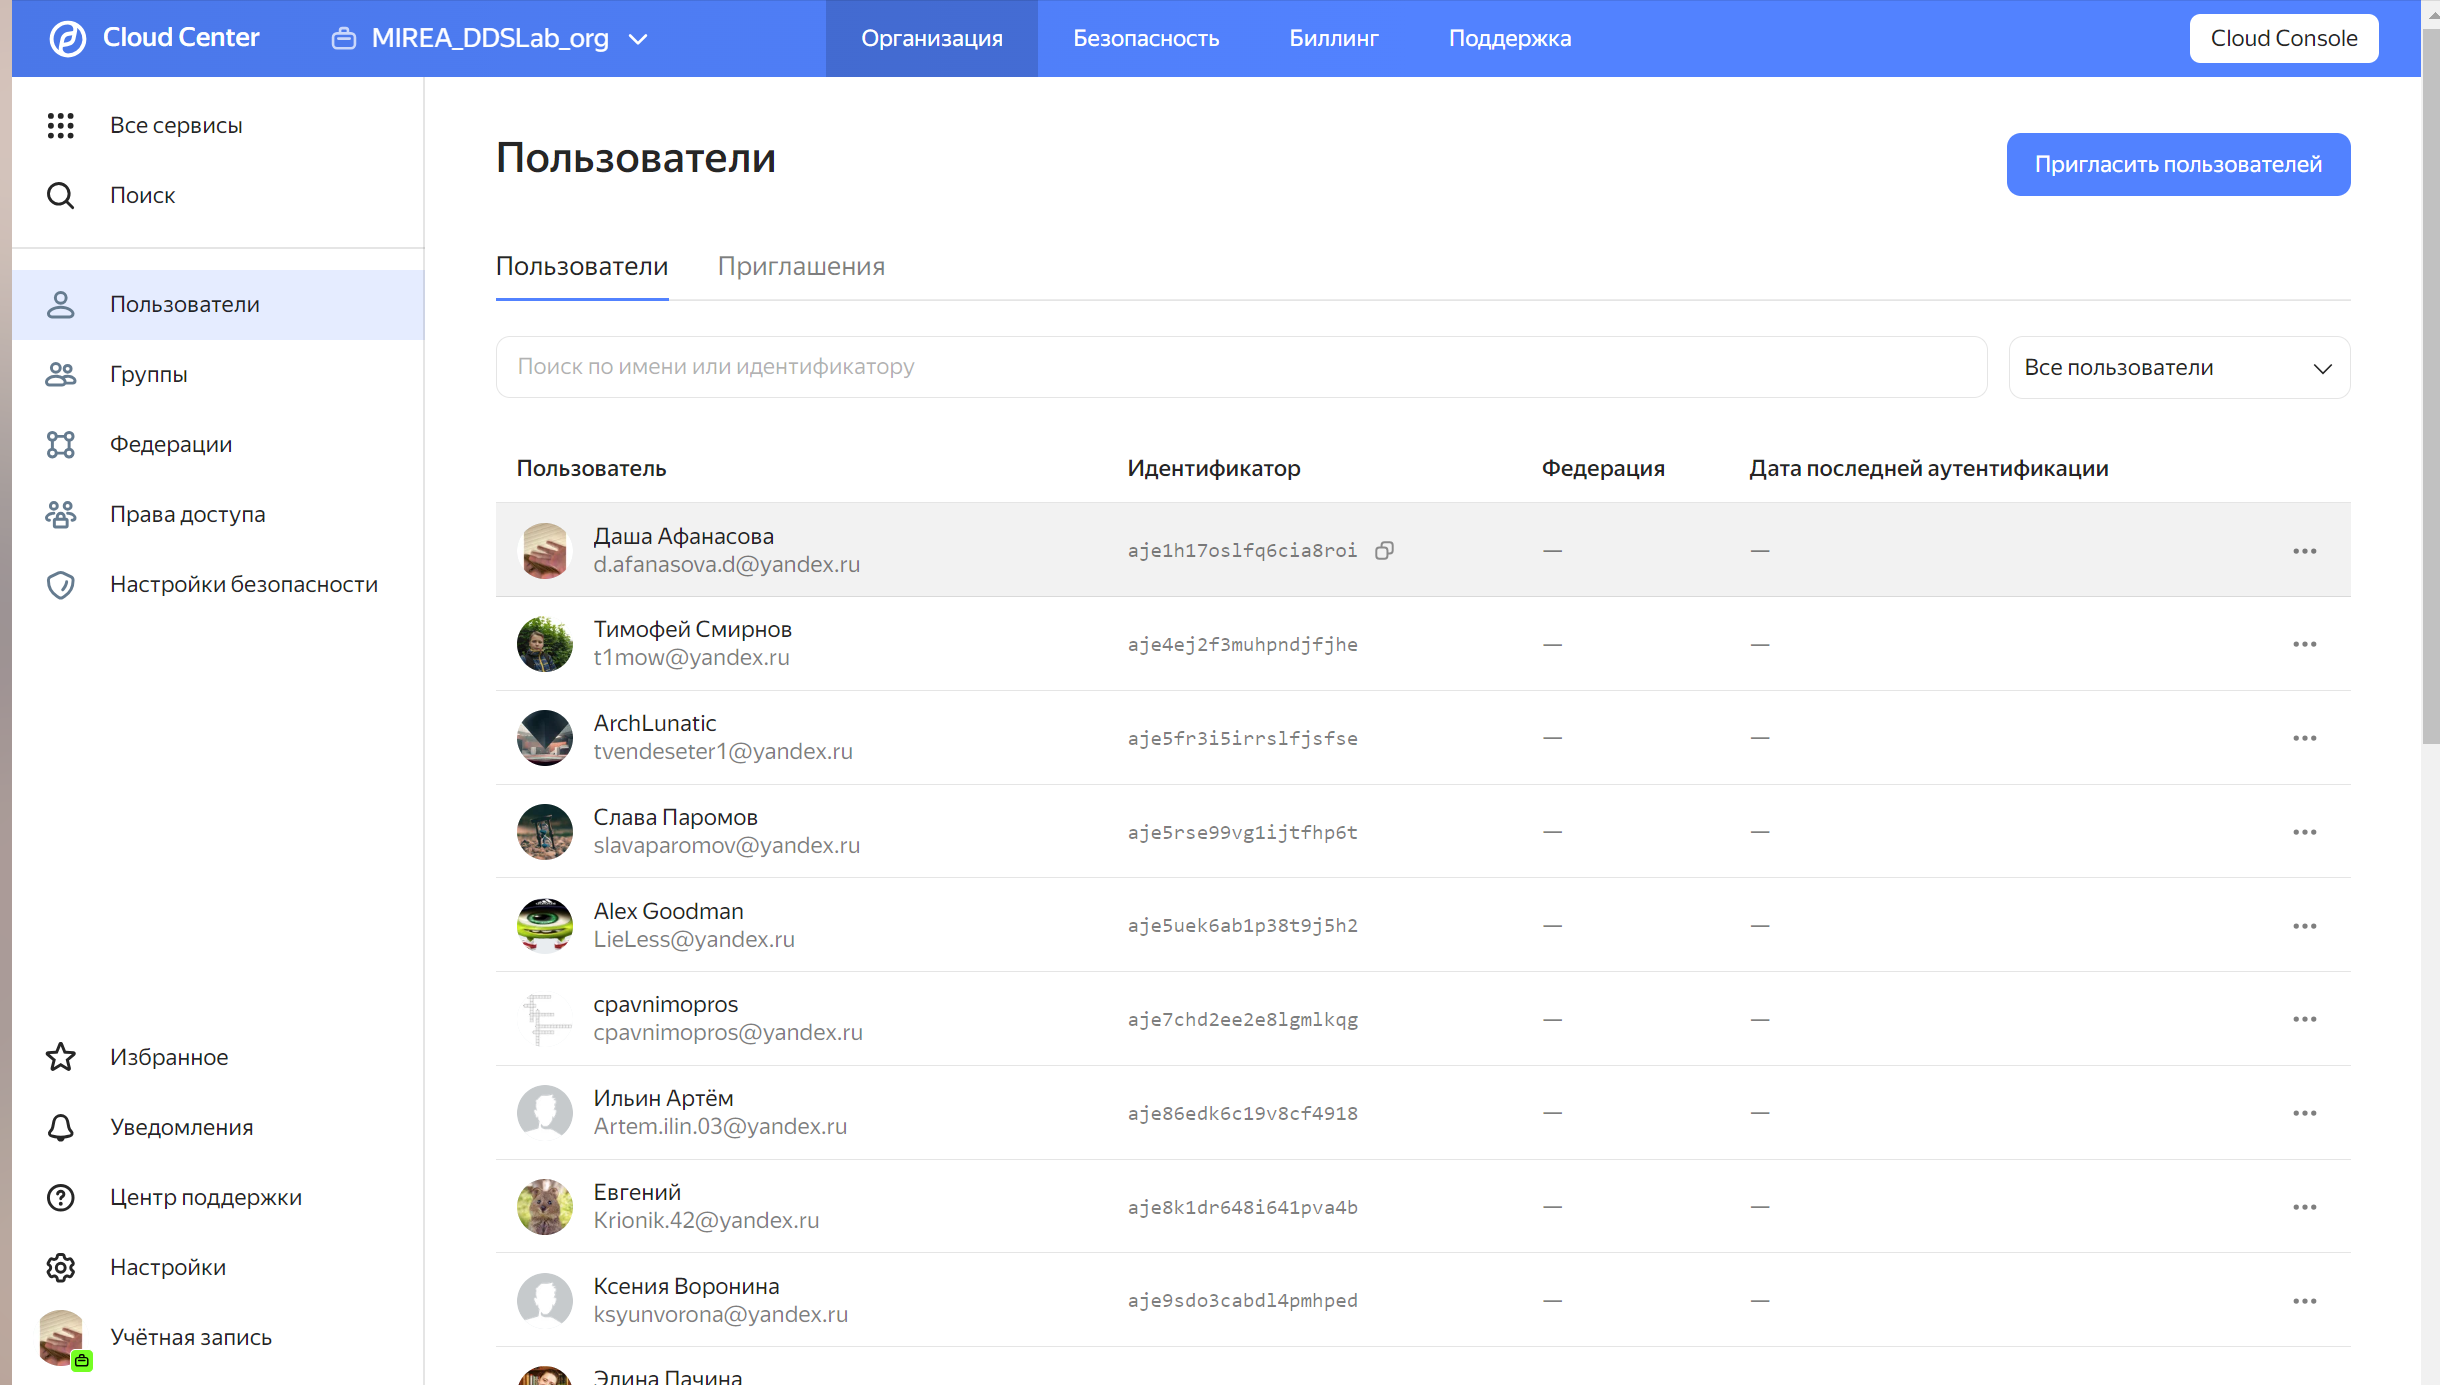 Cloud Center
MIREA_DDSLab_org
Организация
Безопасность
Биллинг
Поддержка
Cloud Console
Все сервисы
Поиск
Пользователи
Группы
Федерации
Права доступа
Настройки безопасности
Избранное
Уведомления
Центр поддержки
Настройки
Учётная запись
Пользователи
Пригласить пользователей
Пользователи
Приглашения
Поиск по имени или идентификатору
Все пользователи
Пользователь
Идентификатор
Федерация
Дата последней аутентификации
Даша Афанасова
d.afanasova.d@yandex.ru
aje1h17oslfq6cia8roi
—
—
Тимофей Смирнов
t1mow@yandex.ru
aje4ej2f3muhpndjfjhe
—
—
ArchLunatic
tvendeseter1@yandex.ru
aje5fr3i5irrslfjsfse
—
—
Слава Паромов
slavaparomov@yandex.ru
aje5rse99vg1ijtfhp6t
—
—
Alex Goodman
LieLess@yandex.ru
aje5uek6ab1p38t9j5h2
—
—
cpavnimopros
cpavnimopros@yandex.ru
aje7chd2ee2e8lgmlkqg
—
—
Ильин Артём
Artem.ilin.03@yandex.ru
aje86edk6c19v8cf4918
—
—
Евгений
Krionik.42@yandex.ru
aje8k1dr648i641pva4b
—
—
Ксения Воронина
ksyunvorona@yandex.ru
aje9sdo3cabdl4pmhped
—
—
Элина Пачина